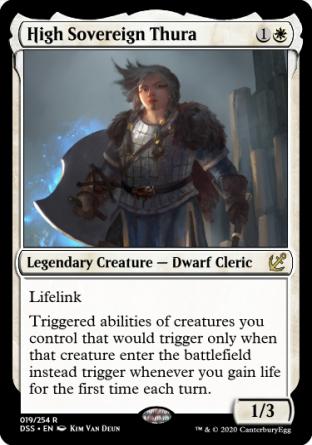 High Sovereign Thura 1
Legendary Creature — Dwarf Cleric
Lifelink
Triggered abilities of creatures you
control that would trigger only when
that creature enter the battlefield
instead trigger whenever you gain life
for the first time each turn.
1/3
019/254 R
DSS • EN Kim Van Deun
™ & © 2020 CanterburyEgg